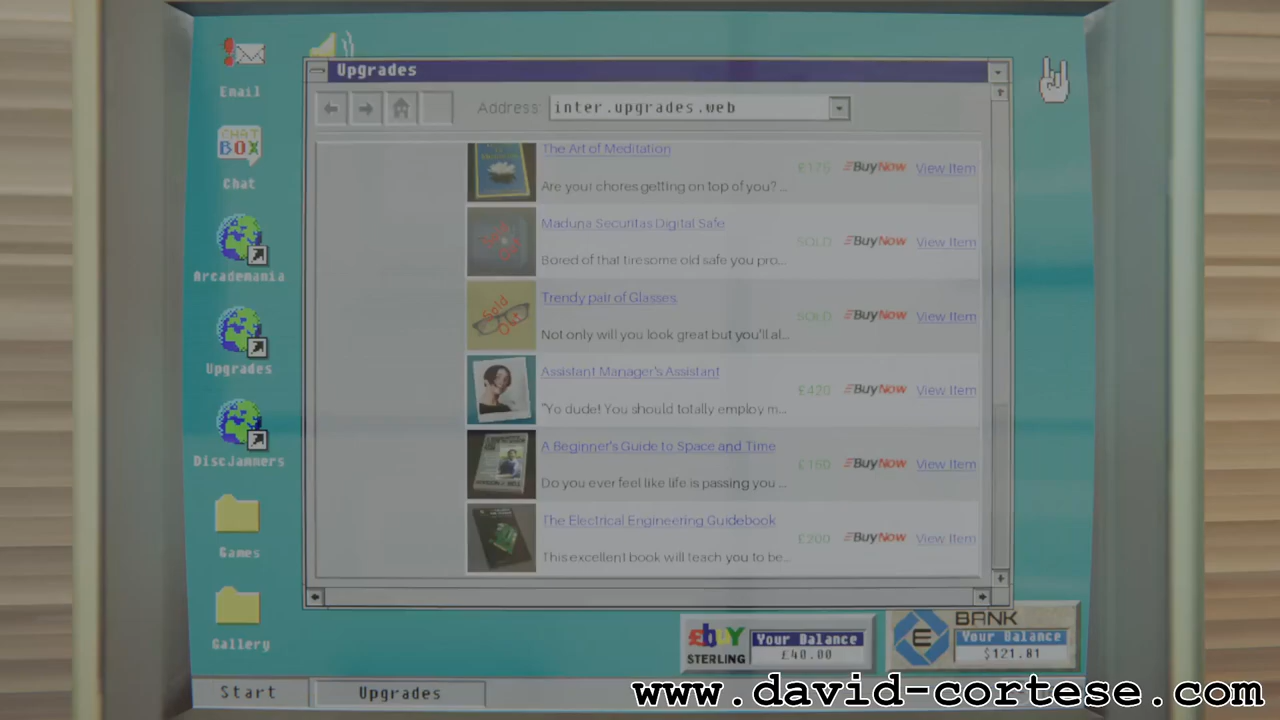 Email
Upgrades
Address:
inter.upgrades.web
CHAT
BOX
Chat
The Art of Meditation
Are your chores getting on top of you? ...
£175
BuyNow
View Item
Maduna Securitas Digital Safe
Bored of that tiresome old safe you pro...
SOLD
BuyNow
View Item
Arcademania
Trendy pair of Glasses.
Not only will you look great but you'll al...
Sold
Out
SOLD
BuyNow
View Item
Upgrades
Assistant Manager's Assistant
"Yo dude! You should totally employ m...
£420
BuyNow
View Item
DiscJammers
A Beginner's Guide to Space and Time
Do you ever feel like life is passing you ...
£150
BuyNow
View Item
Games
The Electrical Engineering Guidebook
This excellent book will teach you to be...
£200
BuyNow
View Item
Gallery
ebuy
STERLING
Your Balance
£40.00
E
BANK
Your Balance
$121.81
Start
Upgrades
www.david-cortese.com